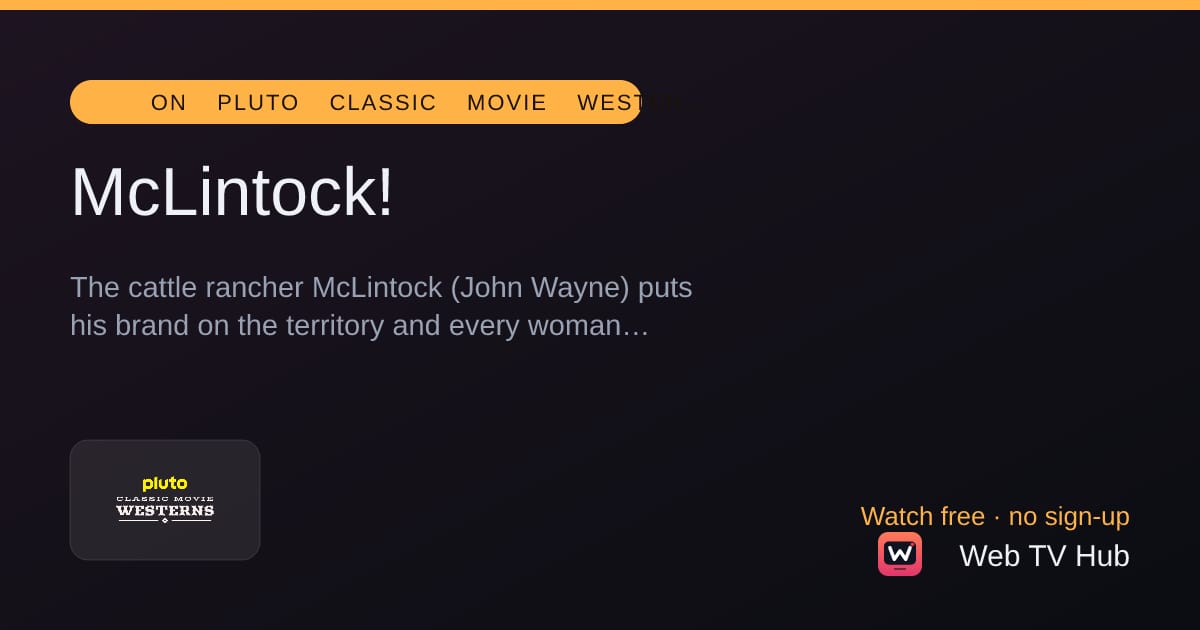 ON PLUTO CLASSIC MOVIE WEST
McLintock!
The cattle rancher McLintock (John Wayne) puts
his brand on the territory and every woman…
pluto
CLASSIC MOVIE
WESTERNS
Watch free · no sign-up
W
Web TV Hub